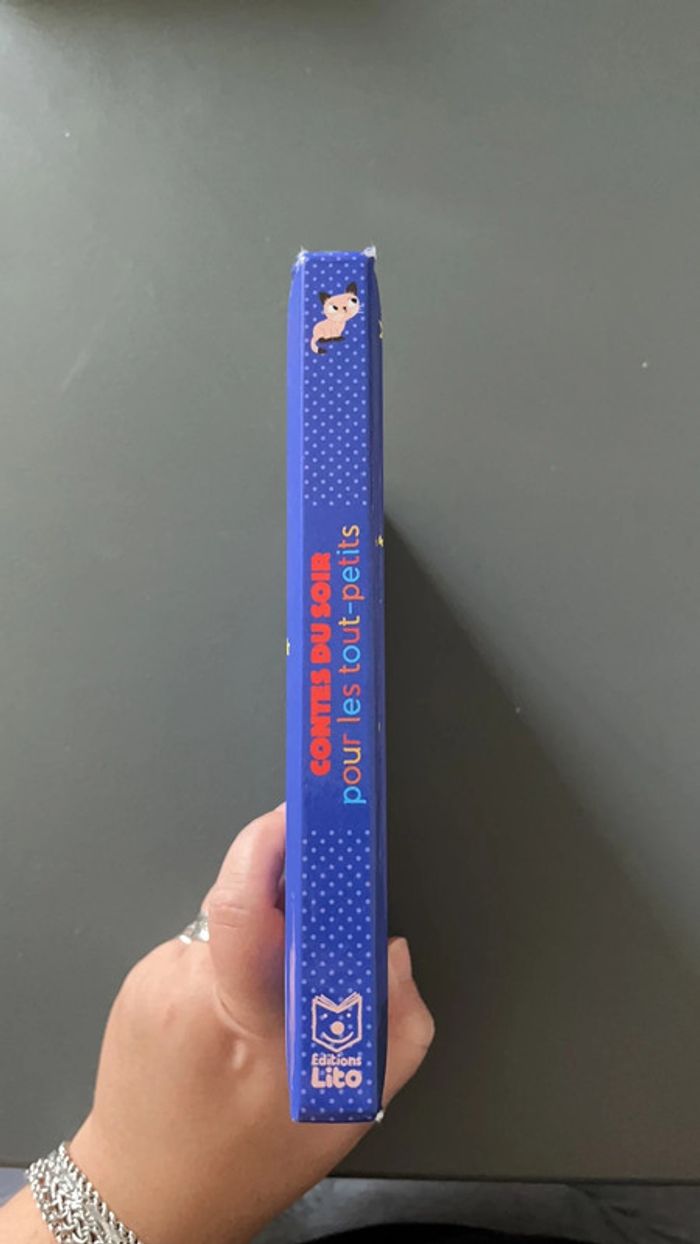 CONTES DU SOIR
pour les tout-petits
Éditions
Lito